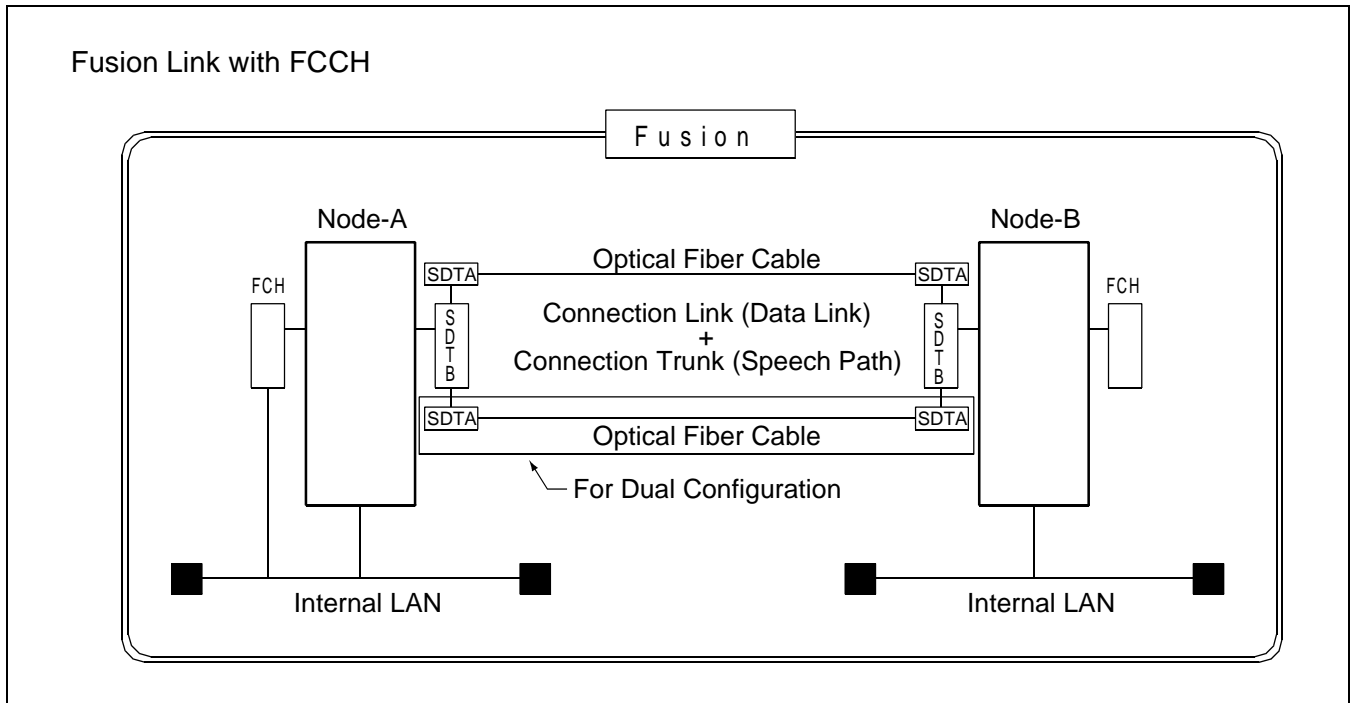 Fusion Link with FCCH
Fusion
Node-A
Node-B
FCH
SDTA
Optical Fiber Cable
SDTA
FCH
SDTB
Connection Link (Data Link)
+
Connection Trunk (Speech Path)
SDTB
SDTA
Optical Fiber Cable
SDTA
For Dual Configuration
Internal LAN
Internal LAN